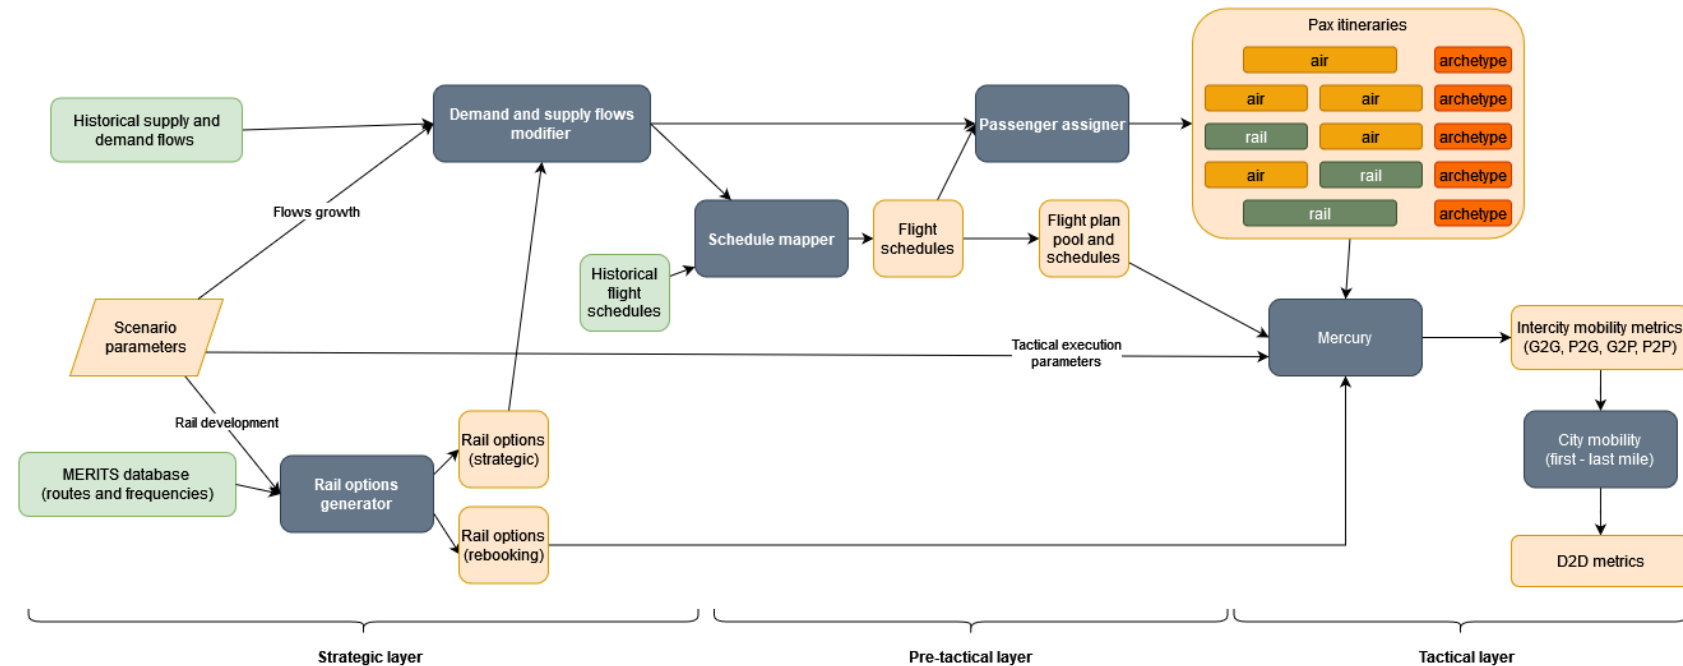 Pax itineraries
air
archetype
air
air
archetype
rail
air
archetype
air
rail
archetype
rail
archetype
Historical supply and
demand flows
Demand and supply flows
modifier
Passenger assigner
Flows growth
Schedule mapper
Flight
schedules
Flight plan
pool and
schedules
Historical
flight
schedules
Scenario
parameters
Tactical execution
parameters
Mercury
Intercity mobility metrics
(G2G, P2G, G2P, P2P)
Rail development
Rail options
(strategic)
City mobility
(first - last mile)
MERITS database
(routes and frequencies)
Rail options
generator
Rail options
(rebooking)
D2D metrics
Strategic layer
Pre-tactical layer
Tactical layer